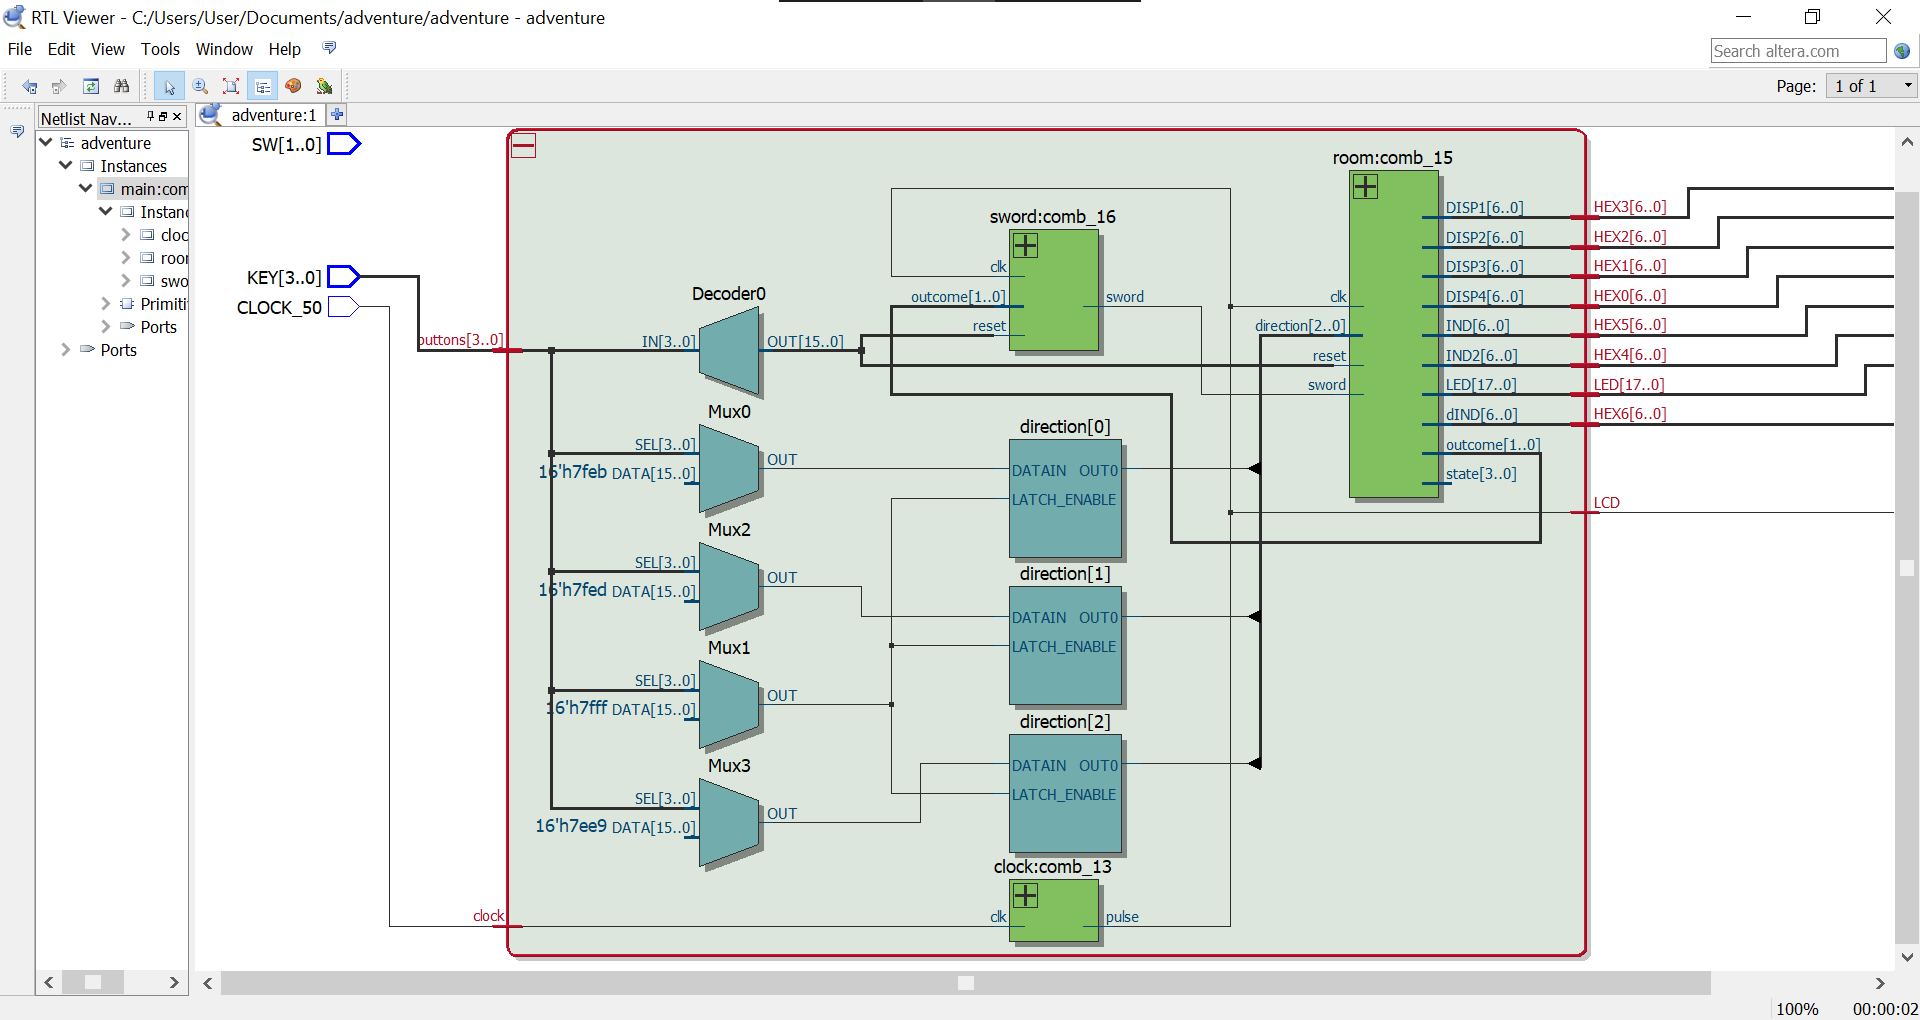 RTL Viewer - C:/Users/User/Documents/adventure/adventure - adventure
File Edit View Tools Window Help
Search altera.com
Page: 1 of 1
Netlist Nav...
adventure:1
adventure
Instances
main:com
Instanc
cloc
roor
swo
Primiti
Ports
Ports
SW[1..0]
KEY[3..0]
CLOCK_50
buttons[3..0]
clock
Decoder0
IN[3..0]
OUT[15..0]
Mux0
SEL[3..0]
16'h7feb DATA[15..0]
OUT
Mux2
SEL[3..0]
16'h7fed DATA[15..0]
OUT
Mux1
SEL[3..0]
16'h7fff DATA[15..0]
OUT
Mux3
SEL[3..0]
16'h7ee9 DATA[15..0]
OUT
sword:comb_16
clk
outcome[1..0]
reset
sword
direction[0]
DATAIN OUT0
LATCH_ENABLE
direction[1]
DATAIN OUT0
LATCH_ENABLE
direction[2]
DATAIN OUT0
LATCH_ENABLE
clock:comb_13
clk
pulse
room:comb_15
clk
direction[2..0]
reset
sword
DISP1[6..0]
DISP2[6..0]
DISP3[6..0]
DISP4[6..0]
IND[6..0]
IND2[6..0]
LED[17..0]
dIND[6..0]
outcome[1..0]
state[3..0]
HEX3[6..0]
HEX2[6..0]
HEX1[6..0]
HEX0[6..0]
HEX5[6..0]
HEX4[6..0]
LED[17..0]
HEX6[6..0]
LCD
100% 00:00:02